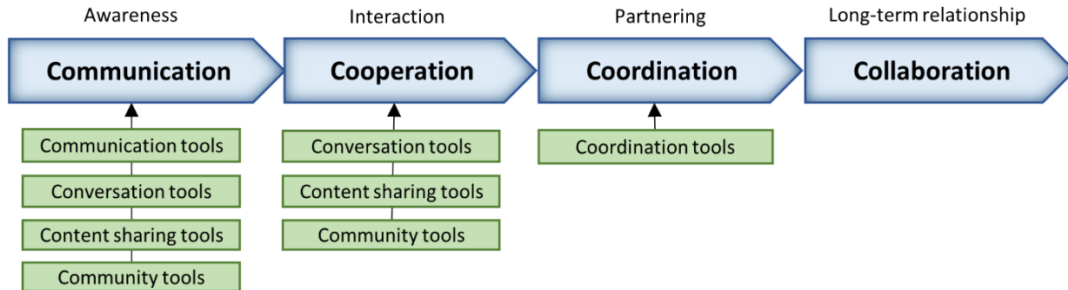 Awareness
Interaction
Partnering
Long-term relationship
Communication
Cooperation
Coordination
Collaboration
Communication tools
Conversation tools
Content sharing tools
Community tools
Conversation tools
Content sharing tools
Community tools
Coordination tools